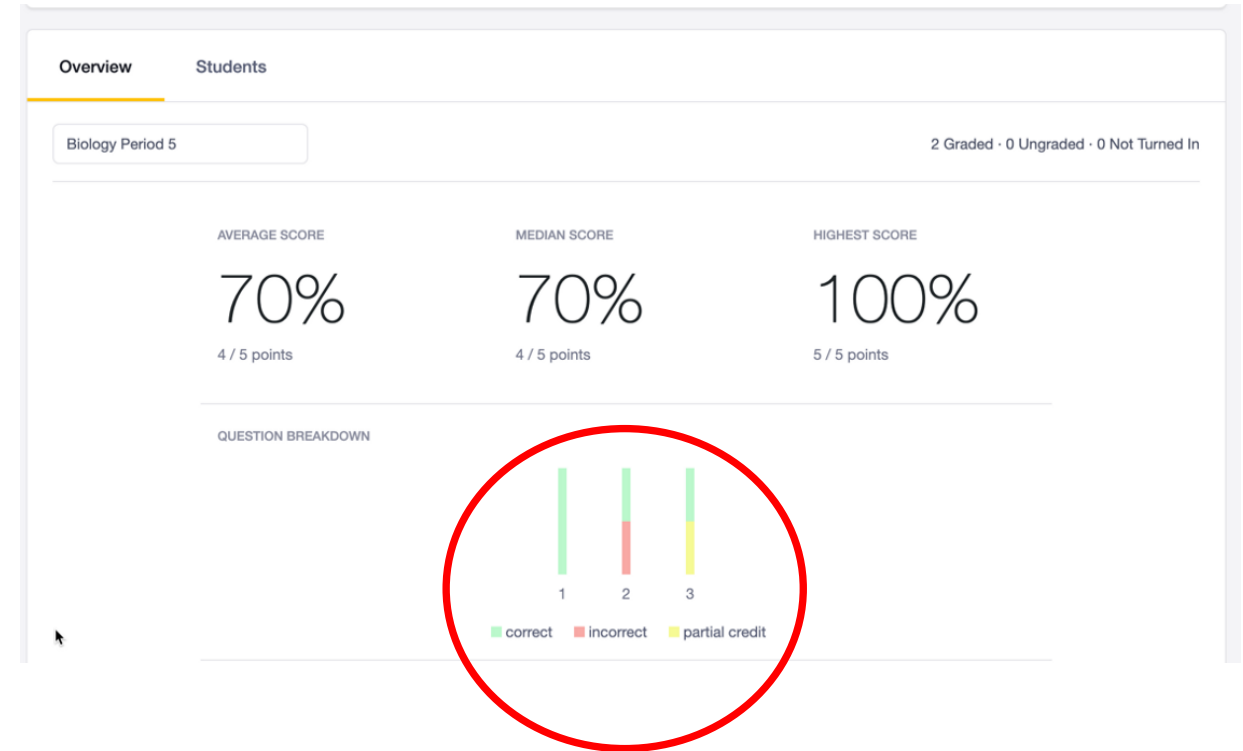 Overview Students
Biology Period 5 2 Graded · 0 Ungraded · 0 Not Turned In
AVERAGE SCORE MEDIAN SCORE HIGHEST SCORE
70% 70% 100%
4 / 5 points 4 / 5 points 5 / 5 points
QUESTION BREAKDOWN
1 2 3
correct incorrect partial credit